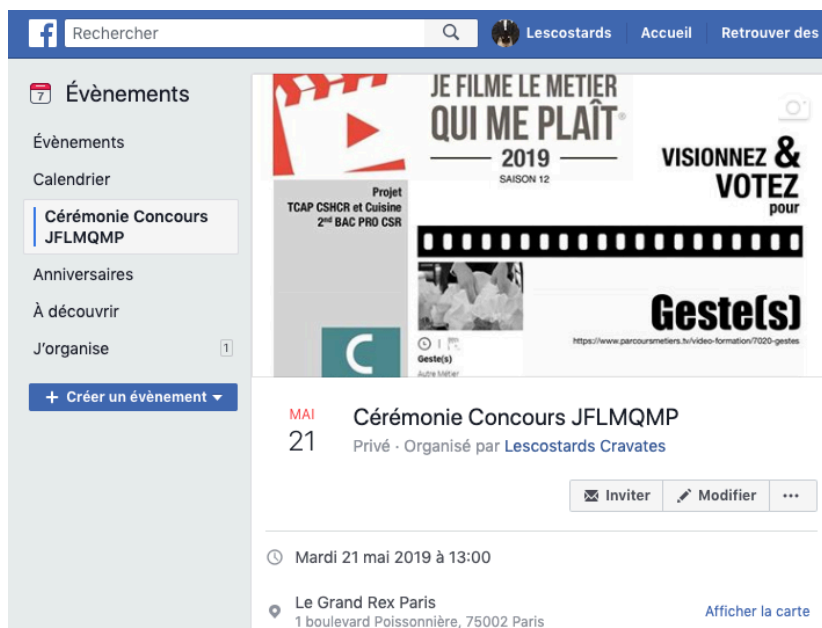 f
Rechercher
Lescostards
Accueil
Retrouver des
7
Évènements
Évènements
Calendrier
Cérémonie Concours
JFLMQMP
Anniversaires
À découvrir
J'organise
1
+ Créer un évènement
JE FILME LE METIER
QUI ME PLAÎT®
2019
SAISON 12
VISIONNEZ &
VOTEZ
pour
Projet
TCAP CSHCR et Cuisine
2nd BAC PRO CSR
C
Geste(s)
Autre Métier
Geste(s)
https://www.parcoursmetiers.tv/video-formation/7020-gestes
MAI
21
Cérémonie Concours JFLMQMP
Privé · Organisé par Lescostards Cravates
Inviter
Modifier
...
Mardi 21 mai 2019 à 13:00
Le Grand Rex Paris
1 boulevard Poissonnière, 75002 Paris
Afficher la carte